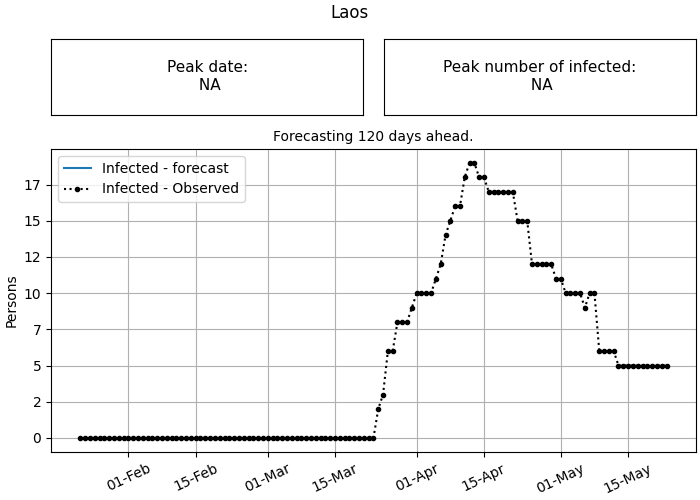 Laos
Peak date:
NA
Peak number of infected:
NA
Forecasting 120 days ahead.
Infected - forecast
Infected - Observed
Persons
17
15
12
10
7
5
2
0
01-Feb
15-Feb
01-Mar
15-Mar
01-Apr
15-Apr
01-May
15-May